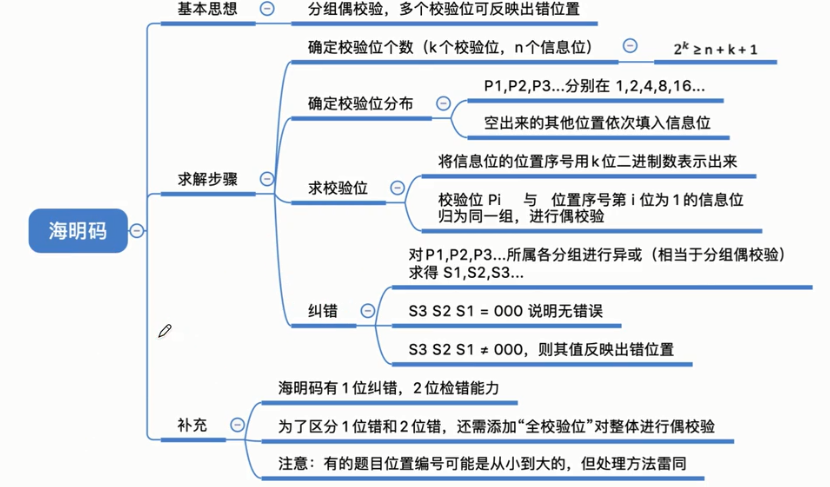 基本思想
分组偶校验，多个校验位可反映出错位置
确定校验位个数（k个校验位，n个信息位）
2ᵏ ≥ n + k + 1
P1,P2,P3...分别在 1,2,4,8,16...
确定校验位分布
空出来的其他位置依次填入信息位
求解步骤
将信息位的位置序号用k位二进制数表示出来
求校验位
校验位 Pi 与 位置序号第 i 位为1的信息位
归为同一组，进行偶校验
海明码
对P1,P2,P3...所属各分组进行异或（相当于分组偶校验）
求得 S1,S2,S3...
纠错
S3 S2 S1 = 000 说明无错误
S3 S2 S1 ≠ 000，则其值反映出错位置
海明码有1位纠错，2位检错能力
补充
为了区分1位错和2位错，还需添加“全校验位”对整体进行偶校验
注意：有的题目位置编号可能是从小到大的，但处理方法雷同